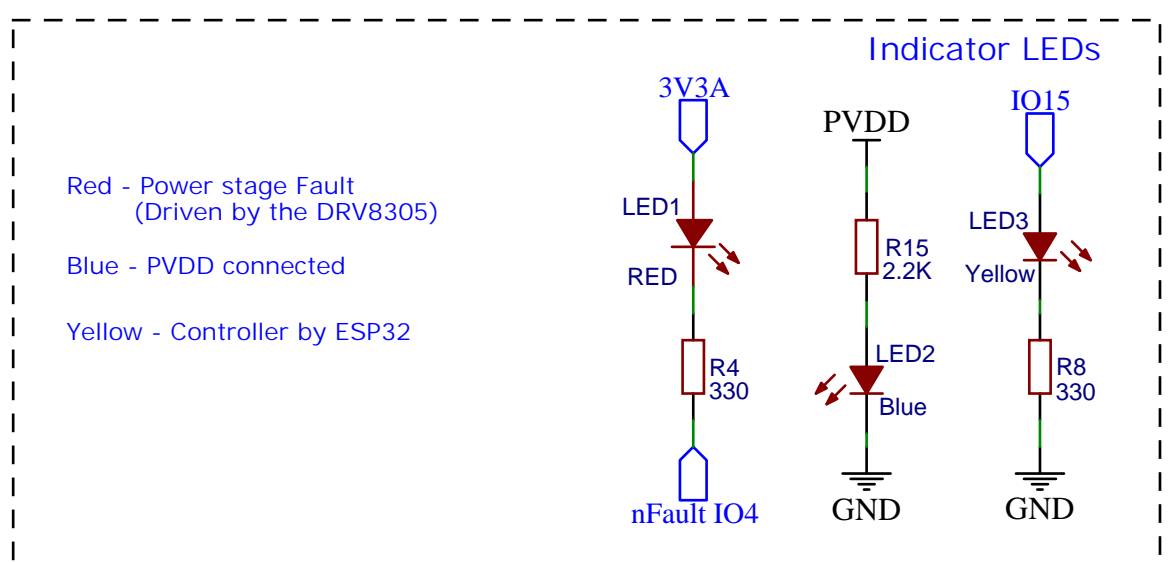 Indicator LEDs
Red - Power stage Fault
(Driven by the DRV8305)
Blue - PVDD connected
Yellow - Controller by ESP32
3V3A
LED1
RED
R4
330
nFault IO4
PVDD
R15
2.2K
LED2
Blue
GND
IO15
LED3
Yellow
R8
330
GND